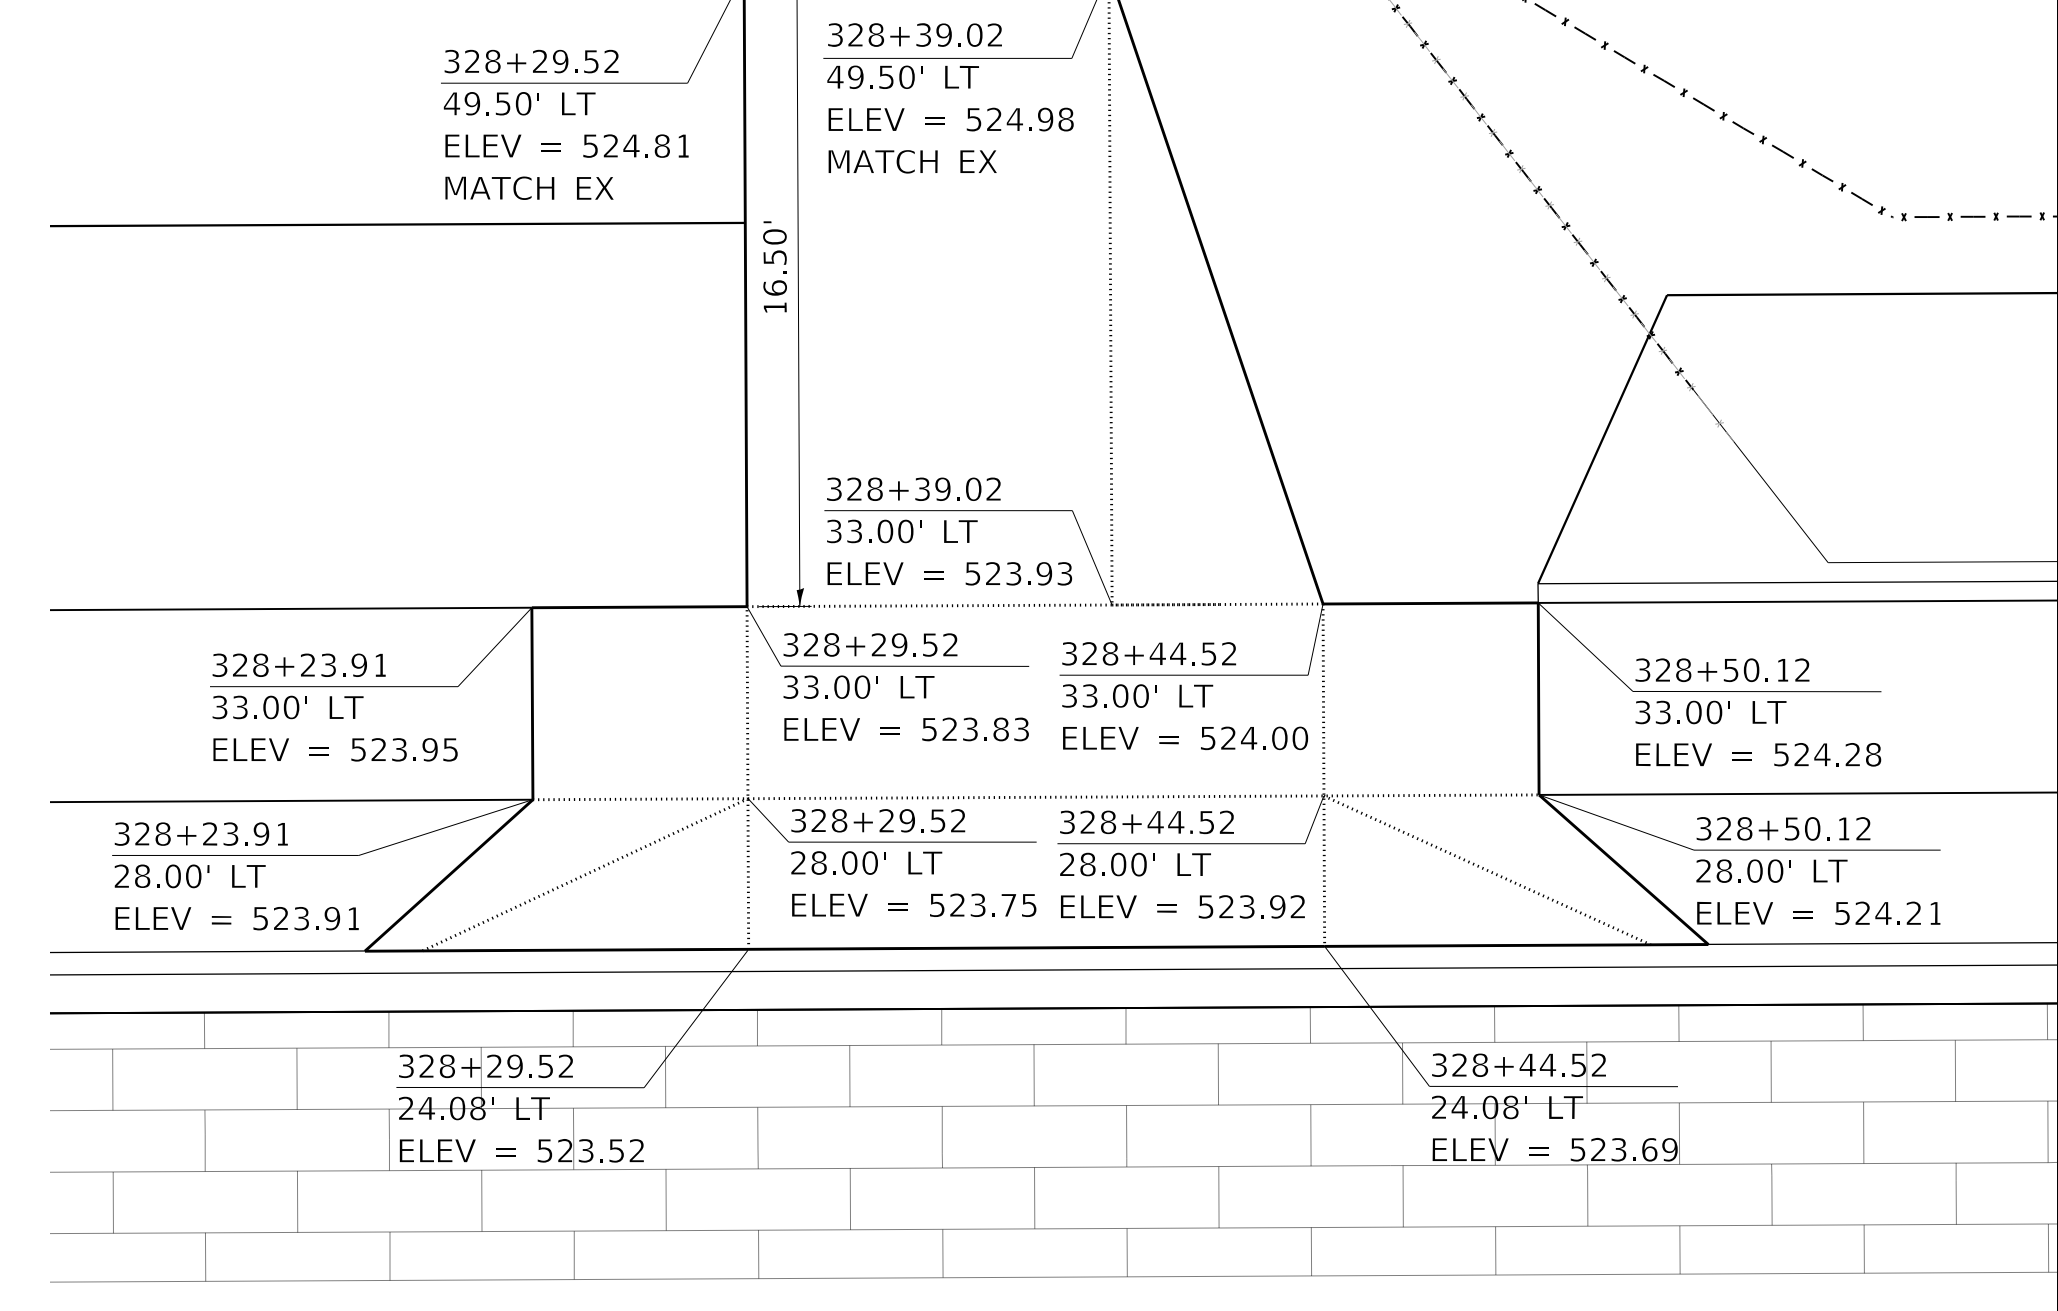 328+29.52
49.50' LT
ELEV = 524.81
MATCH EX
328+39.02
49.50' LT
ELEV = 524.98
MATCH EX
16.50'
328+39.02
33.00' LT
ELEV = 523.93
328+23.91
33.00' LT
ELEV = 523.95
328+29.52
33.00' LT
ELEV = 523.83
328+44.52
33.00' LT
ELEV = 524.00
328+50.12
33.00' LT
ELEV = 524.28
328+23.91
28.00' LT
ELEV = 523.91
328+29.52
28.00' LT
ELEV = 523.75
328+44.52
28.00' LT
ELEV = 523.92
328+50.12
28.00' LT
ELEV = 524.21
328+29.52
24.08' LT
ELEV = 523.52
328+44.52
24.08' LT
ELEV = 523.69